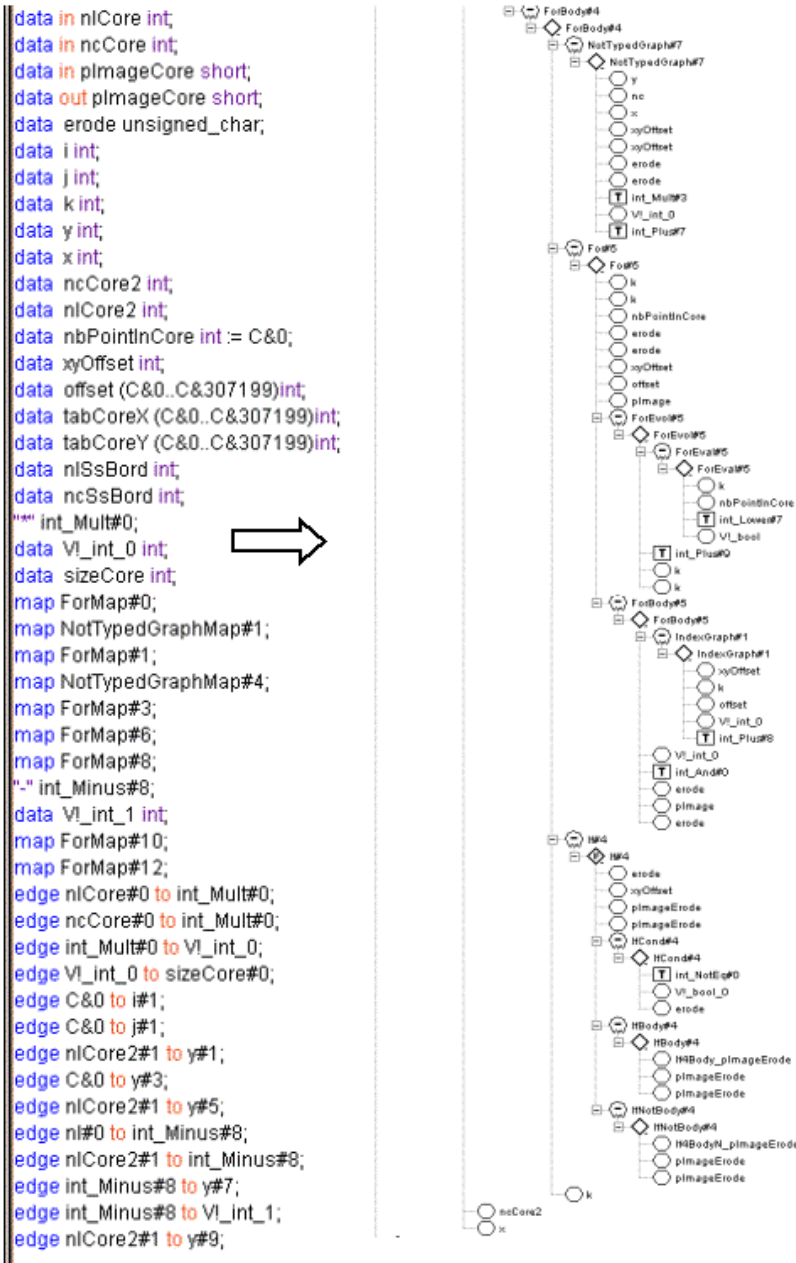 data in nlCore int;
data in ncCore int;
data in pImageCore short;
data out pImageCore short;
data erode unsigned_char;
data i int;
data j int;
data k int;
data y int;
data x int;
data ncCore2 int;
data nlCore2 int;
data nbPointInCore int := C&0;
data xyOffset int;
data offset (C&0..C&307199)int;
data tabCoreX (C&0..C&307199)int;
data tabCoreY (C&0..C&307199)int;
data nlSsBord int;
data ncSsBord int;
"*" int_Mult#0;
data V!_int_0 int;
data sizeCore int;
map ForMap#0;
map NotTypedGraphMap#1;
map ForMap#1;
map NotTypedGraphMap#4;
map ForMap#3;
map ForMap#6;
map ForMap#8;
"-" int_Minus#8;
data V!_int_1 int;
map ForMap#10;
map ForMap#12;
edge nlCore#0 to int_Mult#0;
edge ncCore#0 to int_Mult#0;
edge int_Mult#0 to V!_int_0;
edge V!_int_0 to sizeCore#0;
edge C&0 to i#1;
edge C&0 to j#1;
edge nlCore2#1 to y#1;
edge C&0 to y#3;
edge nlCore2#1 to y#5;
edge nl#0 to int_Minus#8;
edge nlCore2#1 to int_Minus#8;
edge int_Minus#8 to y#7;
edge int_Minus#8 to V!_int_1;
edge nlCore2#1 to y#9;
ForBody#4
ForBody#4
NotTypedGraph#7
NotTypedGraph#7
y
nc
x
xyOffset
xyOffset
erode
erode
T int_Mult#3
V!_int_0
T int_Plus#7
For#5
For#5
k
k
nbPointInCore
erode
erode
xyOffset
offset
pImage
ForEvol#5
ForEvol#5
ForEval#5
ForEval#5
k
nbPointInCore
T int_Lower#7
V!_bool
T int_Plus#9
k
k
ForBody#5
ForBody#5
IndexGraph#1
IndexGraph#1
xyOffset
k
offset
V!_int_0
T int_Plus#8
V!_int_0
T int_And#0
erode
pImage
erode
If#4
If#4
erode
xyOffset
pImageErode
pImageErode
IfCond#4
IfCond#4
T int_NotEq#0
V!_bool_0
erode
IfBody#4
IfBody#4
If4Body_pImageErode
pImageErode
pImageErode
IfNotBody#4
IfNotBody#4
If4BodyN_pImageErode
pImageErode
pImageErode
k
ncCore2
x